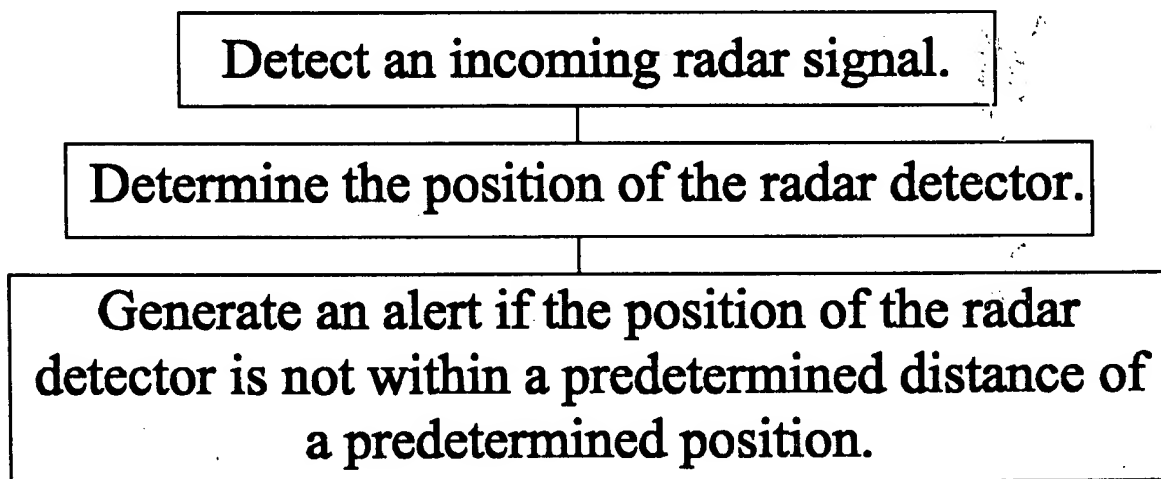 Detect an incoming radar signal.
Determine the position of the radar detector.
Generate an alert if the position of the radar
detector is not within a predetermined distance of
a predetermined position.